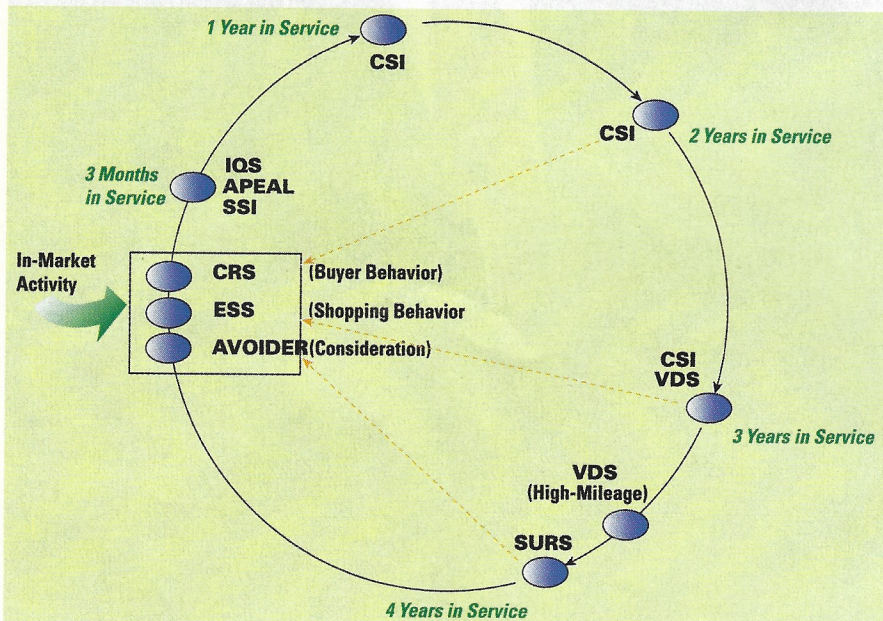 1 Year in Service
CSI
CSI
2 Years in Service
3 Months
in Service
IQS
APEAL
SSI
In-Market
Activity
CRS (Buyer Behavior)
ESS (Shopping Behavior
AVOIDER (Consideration)
CSI
VDS
3 Years in Service
VDS
(High-Mileage)
SURS
4 Years in Service